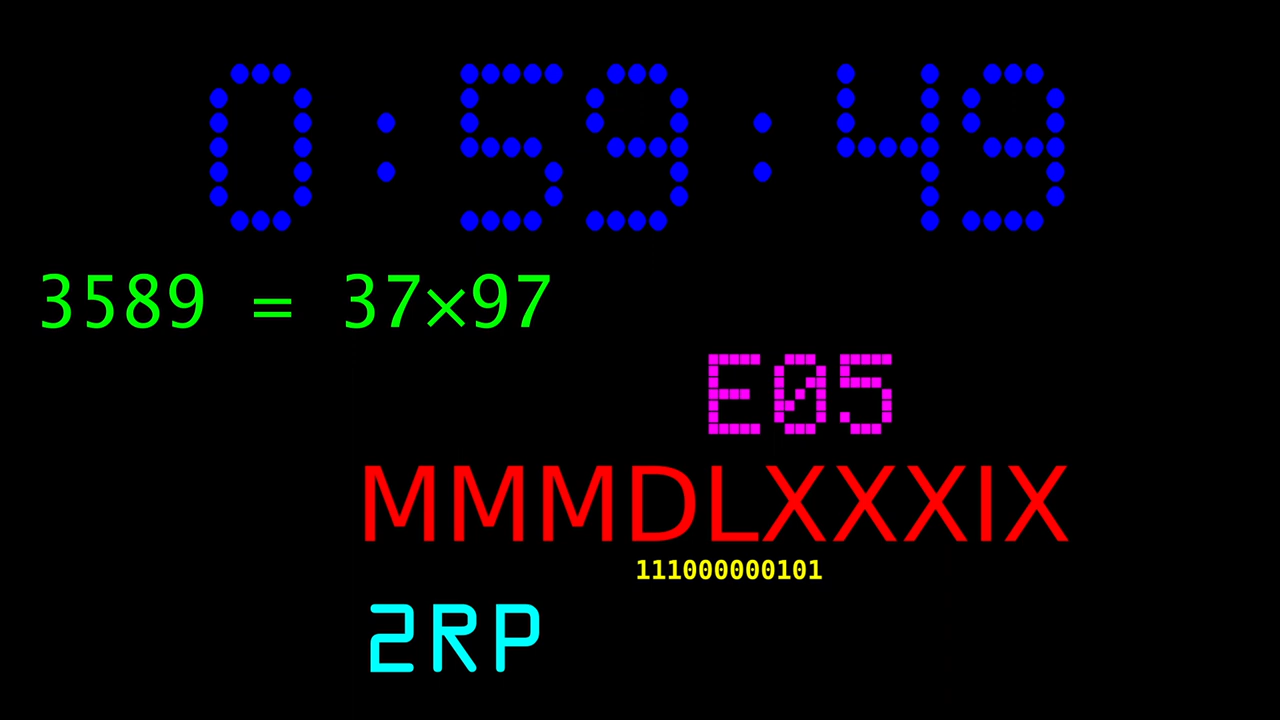 0:59:49
3589 = 37×97
E05
MMMDLXXXIX
111000000101
2RP